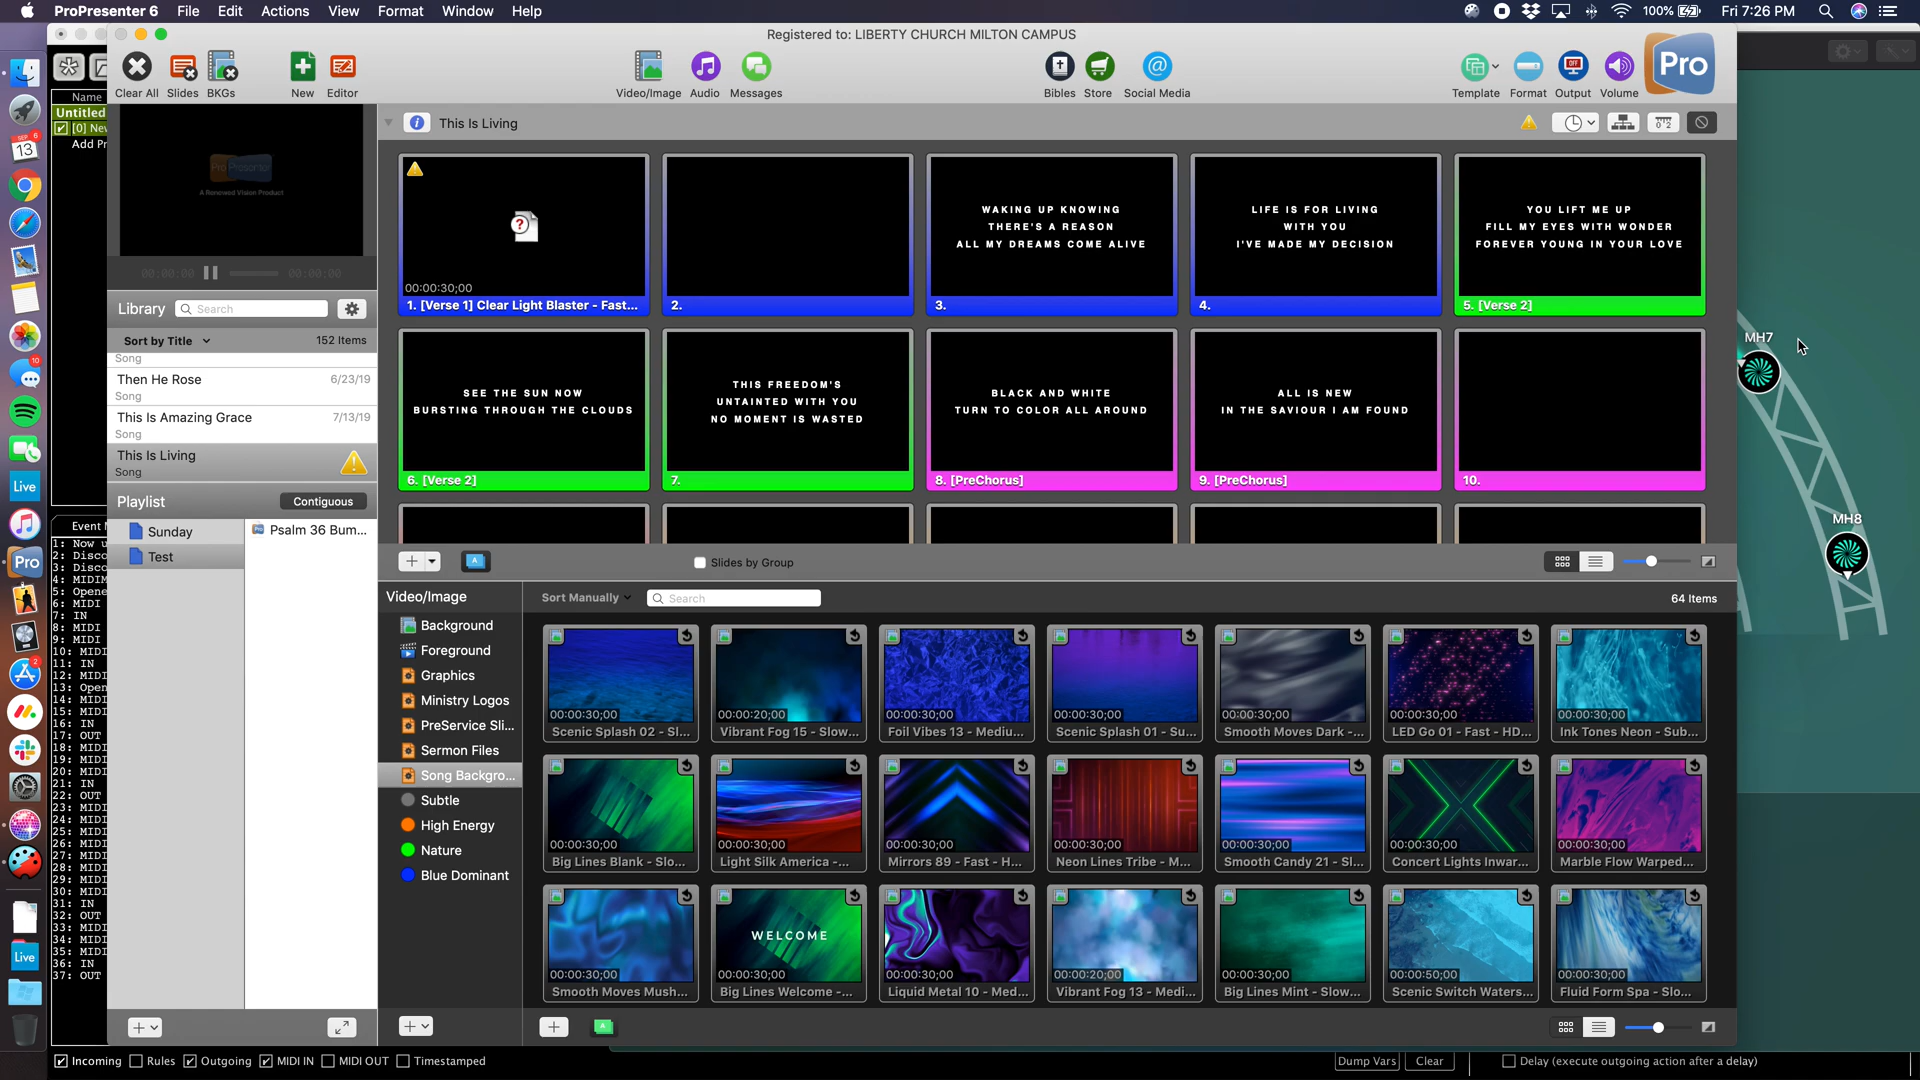 ProPresenter 6 File Edit Actions View Format Window Help
100% Fri 7:26 PM
Registered to: LIBERTY CHURCH MILTON CAMPUS
Clear All Slides BKGs New Editor Video/Image Audio Messages Bibles Store Social Media Template Format Output Volume Pro
SEP 13
Name
Untitled
[0] New
Add Pr
A Renewed Vision Product
00:00:00 00:00:00
This Is Living
00:00:30;00
1. [Verse 1] Clear Light Blaster - Fast...
2.
WAKING UP KNOWING
THERE'S A REASON
ALL MY DREAMS COME ALIVE
3.
LIFE IS FOR LIVING
WITH YOU
I'VE MADE MY DECISION
4.
YOU LIFT ME UP
FILL MY EYES WITH WONDER
FOREVER YOUNG IN YOUR LOVE
5. [Verse 2]
SEE THE SUN NOW
BURSTING THROUGH THE CLOUDS
6. [Verse 2]
THIS FREEDOM'S
UNTAINTED WITH YOU
NO MOMENT IS WASTED
7.
BLACK AND WHITE
TURN TO COLOR ALL AROUND
8. [PreChorus]
ALL IS NEW
IN THE SAVIOUR I AM FOUND
9. [PreChorus]
10.
MH7
MH8
Library Search
Sort by Title 152 Items
Song
Then He Rose 6/23/19
Song
This Is Amazing Grace 7/13/19
Song
This Is Living
Song
Playlist Contiguous
Sunday
Test
Psalm 36 Bum...
Slides by Group
Video/Image
Background
Foreground
Graphics
Ministry Logos
PreService Sli...
Sermon Files
Song Backgro...
Subtle
High Energy
Nature
Blue Dominant
Sort Manually Search 64 Items
00:00:30;00 00:00:20;00 00:00:30;00 00:00:30;00 00:00:30;00 00:00:30;00 00:00:30;00
Scenic Splash 02 - Sl... Vibrant Fog 15 - Slow... Foil Vibes 13 - Mediu... Scenic Splash 01 - Su... Smooth Moves Dark -... LED Go 01 - Fast - HD... Ink Tones Neon - Sub...
00:00:30;00 00:00:30;00 00:00:30;00 00:00:30;00 00:00:30;00 00:00:30;00 00:00:30;00
Big Lines Blank - Slo... Light Silk America -... Mirrors 89 - Fast - H... Neon Lines Tribe - M... Smooth Candy 21 - Sl... Concert Lights Inwar... Marble Flow Warped...
WELCOME
00:00:30;00 00:00:30;00 00:00:30;00 00:00:20;00 00:00:30;00 00:00:50;00 00:00:30;00
Smooth Moves Mush... Big Lines Welcome -... Liquid Metal 10 - Med... Vibrant Fog 13 - Medi... Big Lines Mint - Slow... Scenic Switch Waters... Fluid Form Spa - Slo...
Live
Pro
Live
Event
1: Now u
2: Disco
3: Disco
4: MIDIM
5: Opene
6: MIDI
7: IN
8: MIDI
9: MIDI
10: MIDI
11: IN
12: MIDI
13: Open
14: MIDI
15: MIDI
16: IN
17: OUT
18: MIDI
19: MIDI
20: MIDI
21: IN
22: OUT
23: MIDI
24: MIDI
25: MIDI
26: MIDI
27: MIDI
28: MIDI
29: MIDI
30: MIDI
31: IN
32: OUT
33: MIDI
34: MIDI
35: MIDI
36: IN
37: OUT
Incoming Rules Outgoing MIDI IN MIDI OUT Timestamped Dump Vars Clear Delay (execute outgoing action after a delay)